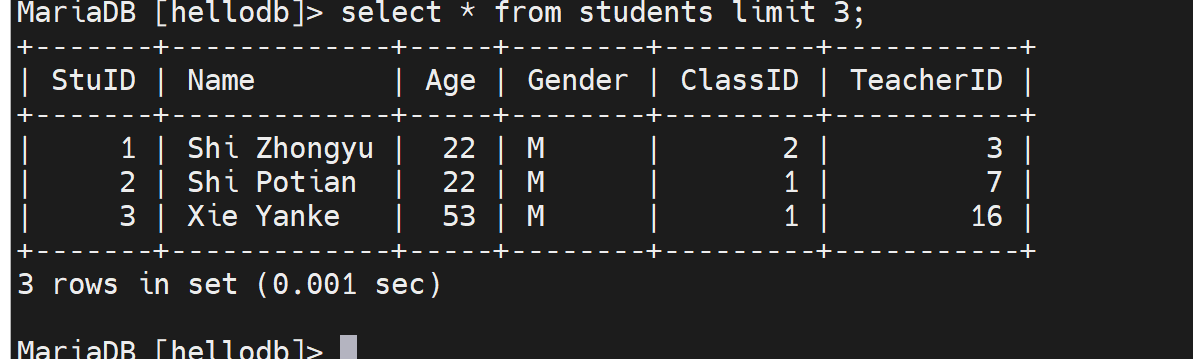 MariaDB [hellodb]> select * from students limit 3;
+-------+-------------+-----+--------+---------+-----------+
| StuID | Name        | Age | Gender | ClassID | TeacherID |
+-------+-------------+-----+--------+---------+-----------+
|     1 | Shi Zhongyu |  22 | M      |       2 |         3 |
|     2 | Shi Potian  |  22 | M      |       1 |         7 |
|     3 | Xie Yanke   |  53 | M      |       1 |        16 |
+-------+-------------+-----+--------+---------+-----------+
3 rows in set (0.001 sec)
MariaDB [hellodb]>